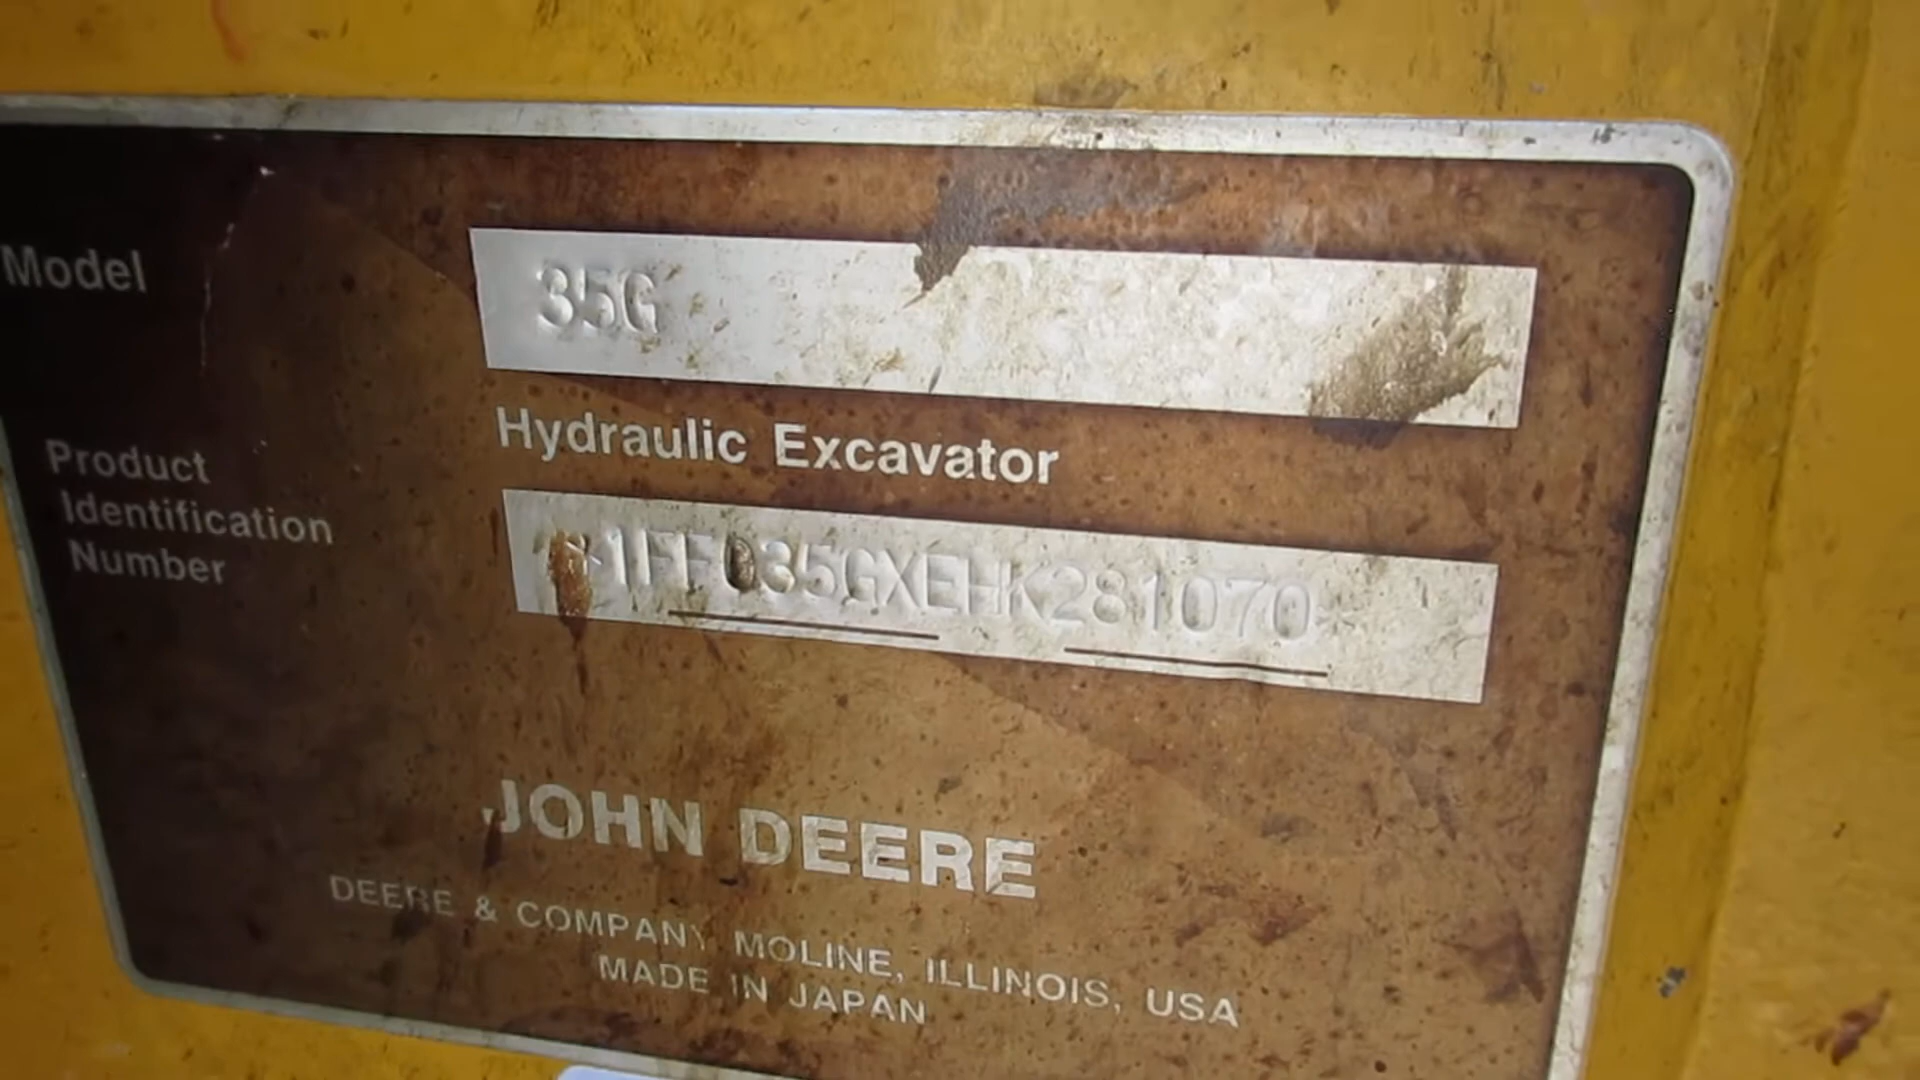 Model
35G
Hydraulic Excavator
Product
Identification
Number
*1FF035GXEHK281070*
JOHN DEERE
DEERE & COMPANY MOLINE, ILLINOIS, USA
MADE IN JAPAN